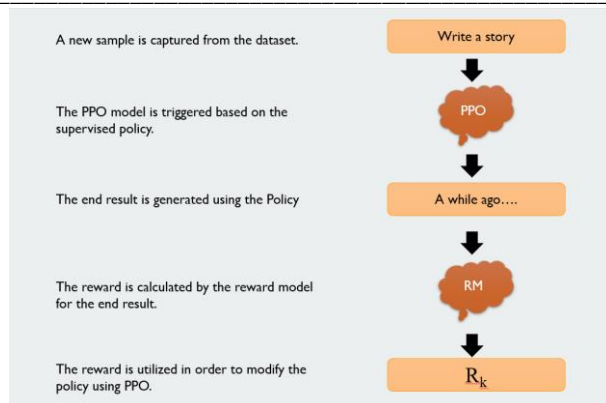 A new sample is captured from the dataset.
Write a story
The PPO model is triggered based on the
supervised policy.
PPO
The end result is generated using the Policy
A while ago....
The reward is calculated by the reward model
for the end result.
RM
The reward is utilized in order to modify the
policy using PPO.
Rk